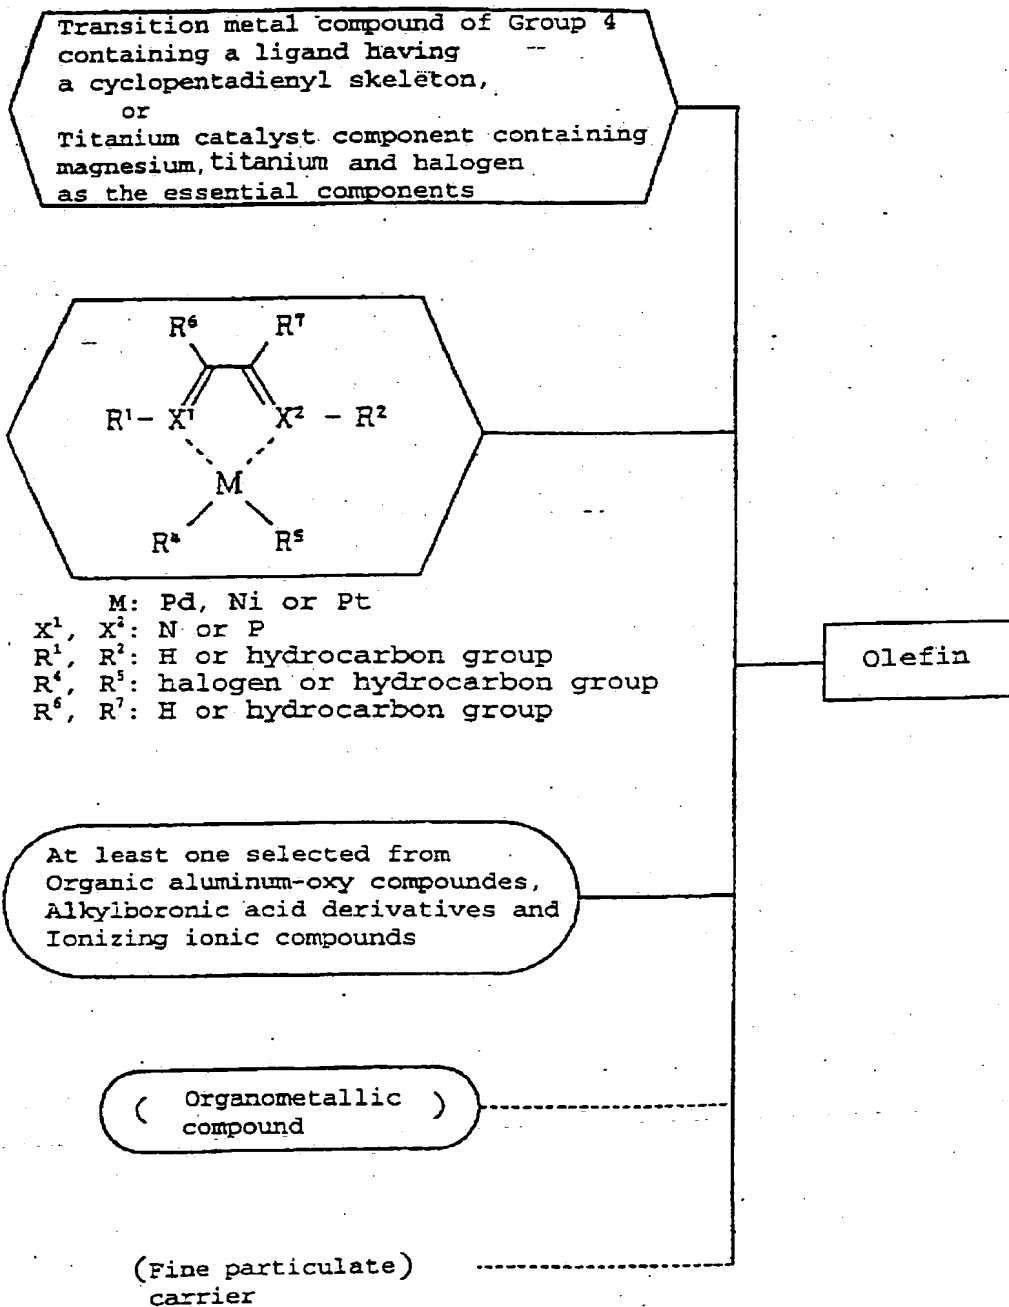 Transition metal compound of Group 4
containing a ligand having
a cyclopentadienyl skeleton,
or
Titanium catalyst component containing
magnesium, titanium and halogen
as the essential components
R⁶ R⁷
R¹– X¹ X² – R²
M
R⁴ R⁵
M: Pd, Ni or Pt
X¹, X²: N or P
R¹, R²: H or hydrocarbon group
R⁴, R⁵: halogen or hydrocarbon group
R⁶, R⁷: H or hydrocarbon group
Olefin
At least one selected from
Organic aluminum-oxy compoundes,
Alkylboronic acid derivatives and
Ionizing ionic compounds
( Organometallic )
compound
(Fine particulate)
carrier